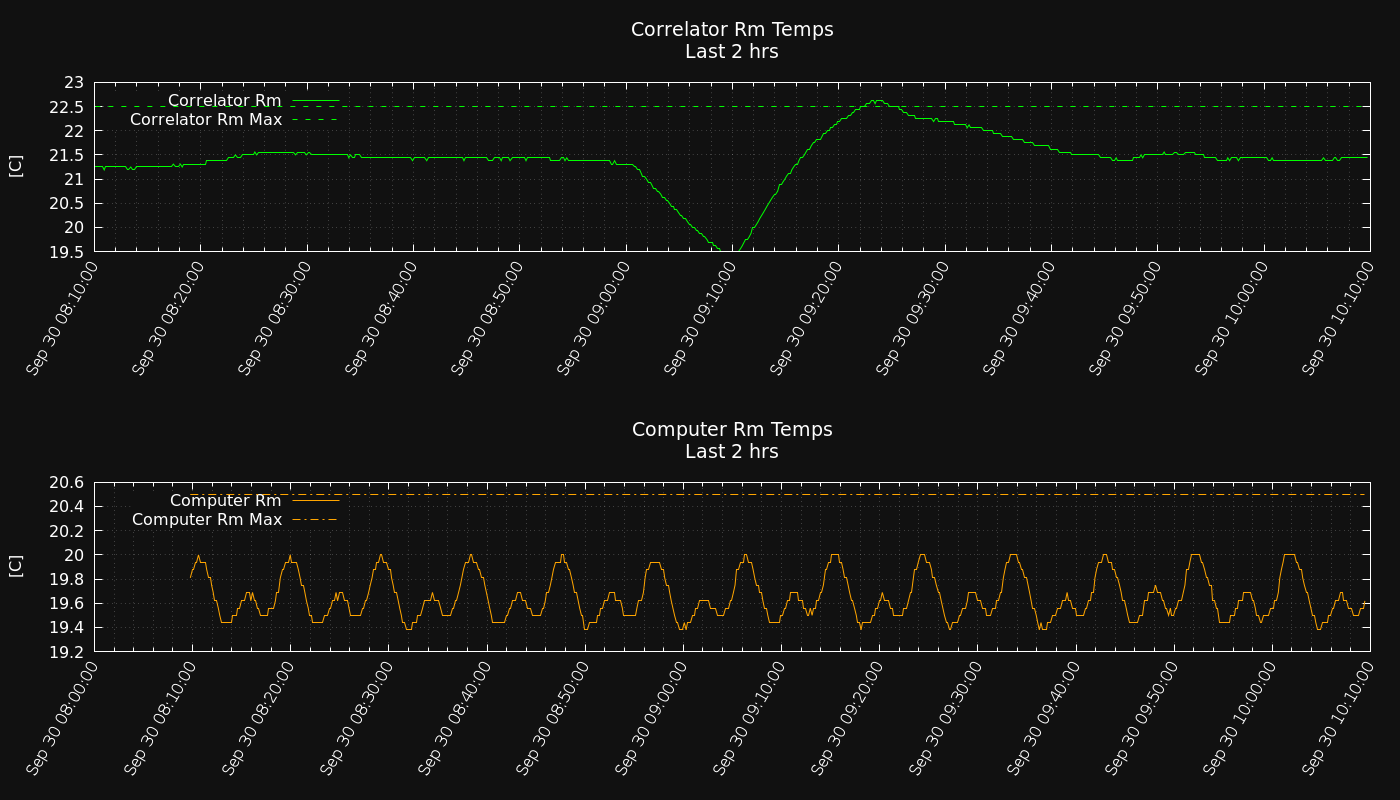 Correlator Rm Temps
Last 2 hrs
23
22.5
22
21.5
21
20.5
20
19.5
[C]
Correlator Rm
Correlator Rm Max
Sep 30 08:10:00
Sep 30 08:20:00
Sep 30 08:30:00
Sep 30 08:40:00
Sep 30 08:50:00
Sep 30 09:00:00
Sep 30 09:10:00
Sep 30 09:20:00
Sep 30 09:30:00
Sep 30 09:40:00
Sep 30 09:50:00
Sep 30 10:00:00
Sep 30 10:10:00
Computer Rm Temps
Last 2 hrs
20.6
20.4
20.2
20
19.8
19.6
19.4
19.2
[C]
Computer Rm
Computer Rm Max
Sep 30 08:00:00
Sep 30 08:10:00
Sep 30 08:20:00
Sep 30 08:30:00
Sep 30 08:40:00
Sep 30 08:50:00
Sep 30 09:00:00
Sep 30 09:10:00
Sep 30 09:20:00
Sep 30 09:30:00
Sep 30 09:40:00
Sep 30 09:50:00
Sep 30 10:00:00
Sep 30 10:10:00